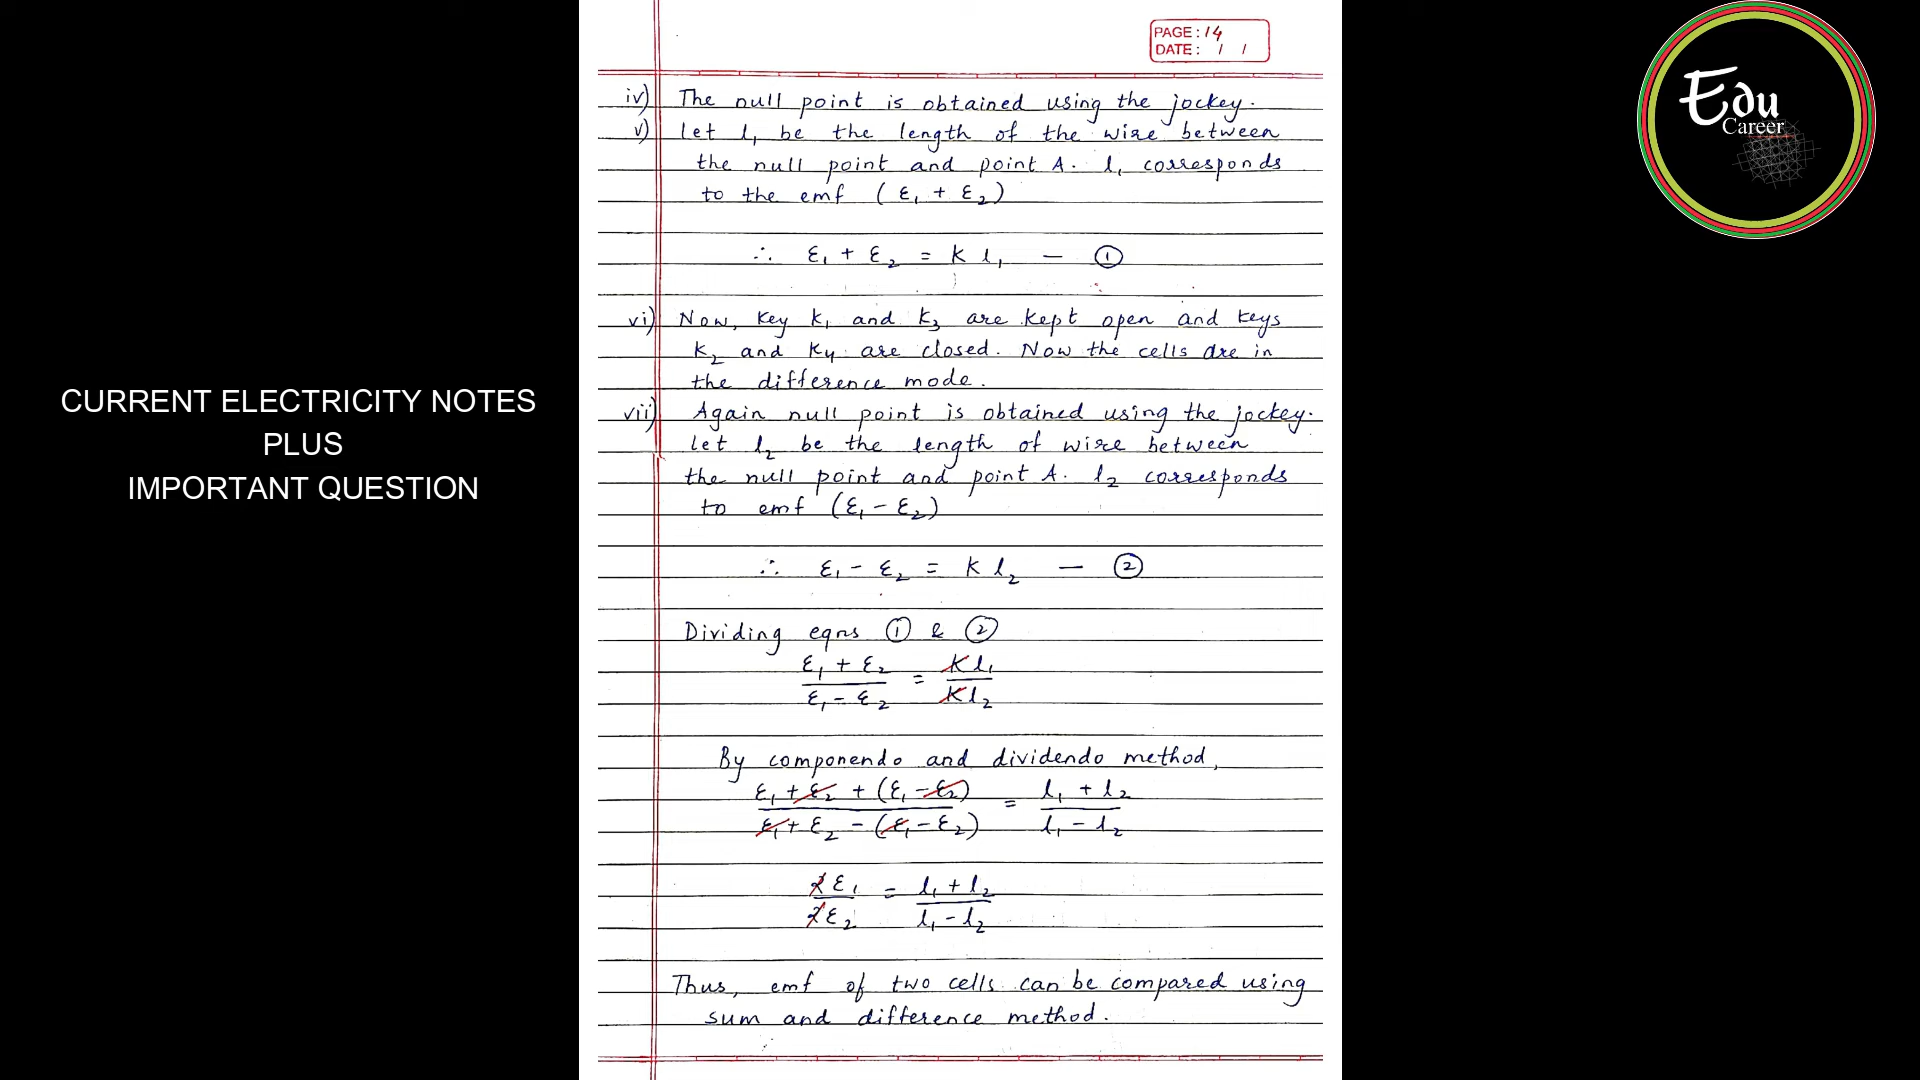 PAGE: 14
DATE: / /
Edu
Career
CURRENT ELECTRICITY NOTES
PLUS
IMPORTANT QUESTION
iv) The null point is obtained using the jockey.
v) Let l₁ be the length of the wire between
the null point and point A. l₁ corresponds
to the emf (ε₁ + ε₂)
∴ ε₁ + ε₂ = K l₁ — ①
vi) Now, key k₁ and k₃ are kept open and keys
k₂ and k₄ are closed. Now the cells are in
the difference mode.
vii) Again null point is obtained using the jockey.
Let l₂ be the length of wire between
the null point and point A. l₂ corresponds
to emf (ε₁ - ε₂)
∴ ε₁ - ε₂ = K l₂ — ②
Dividing eqns ① & ②
ε₁ + ε₂ = K l₁
ε₁ - ε₂   K l₂
By componendo and dividendo method,
ε₁ + ε₂ + (ε₁ - ε₂) = l₁ + l₂
ε₁ + ε₂ - (ε₁ - ε₂)   l₁ - l₂
2ε₁ = l₁ + l₂
2ε₂   l₁ - l₂
Thus, emf of two cells can be compared using
sum and difference method.